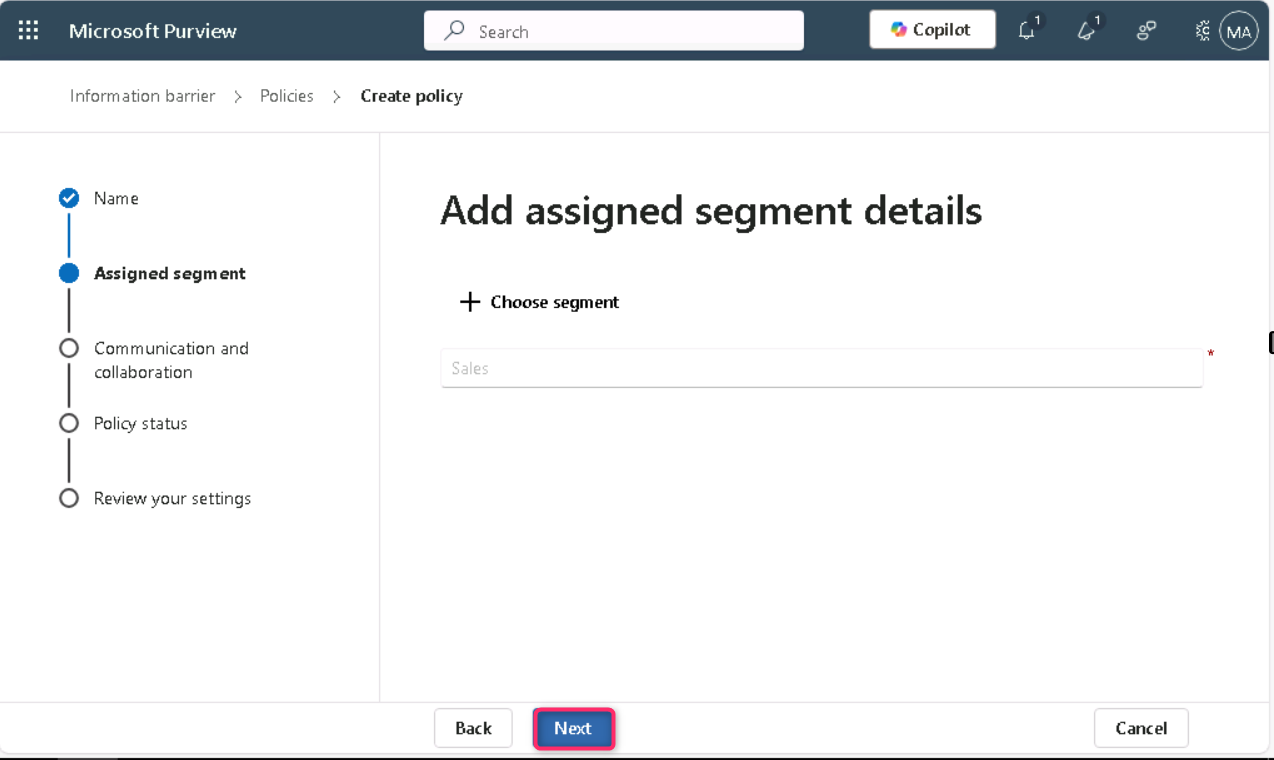 Microsoft Purview
Search
Copilot
1
1
MA
Information barrier > Policies > Create policy
Name
Assigned segment
Communication and
collaboration
Policy status
Review your settings
Add assigned segment details
+ Choose segment
Sales *
Back
Next
Cancel